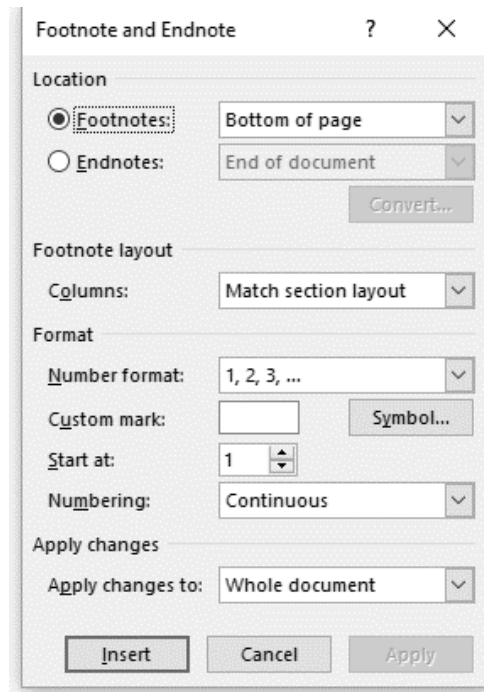 Footnote and Endnote ? ×
Location
Footnotes: Bottom of page
Endnotes: End of document
Convert...
Footnote layout
Columns: Match section layout
Format
Number format: 1, 2, 3, ...
Custom mark: Symbol...
Start at: 1
Numbering: Continuous
Apply changes
Apply changes to: Whole document
Insert Cancel Apply